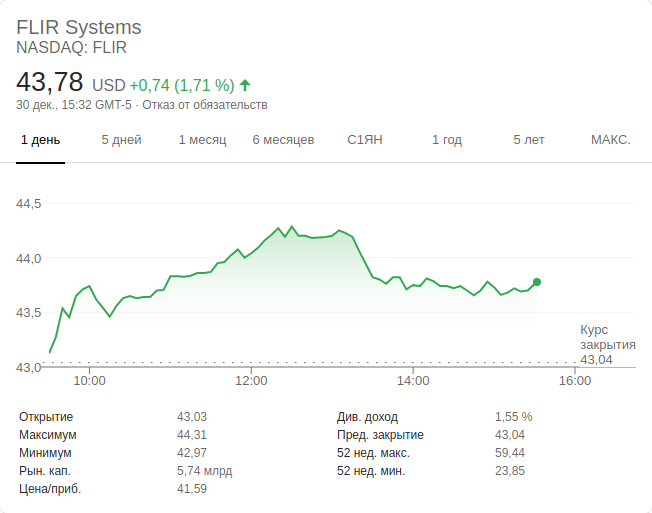 FLIR Systems
NASDAQ: FLIR
43,78 USD +0,74 (1,71 %)
30 дек., 15:32 GMT-5 · Отказ от обязательств
1 день 5 дней 1 месяц 6 месяцев С1ЯН 1 год 5 лет МАКС.
44,5
44,0
43,5
43,0
Курс
закрытия
43,04
10:00 12:00 14:00 16:00
Открытие 43,03
Максимум 44,31
Минимум 42,97
Рын. кап. 5,74 млрд
Цена/приб. 41,59
Див. доход 1,55 %
Пред. закрытие 43,04
52 нед. макс. 59,44
52 нед. мин. 23,85